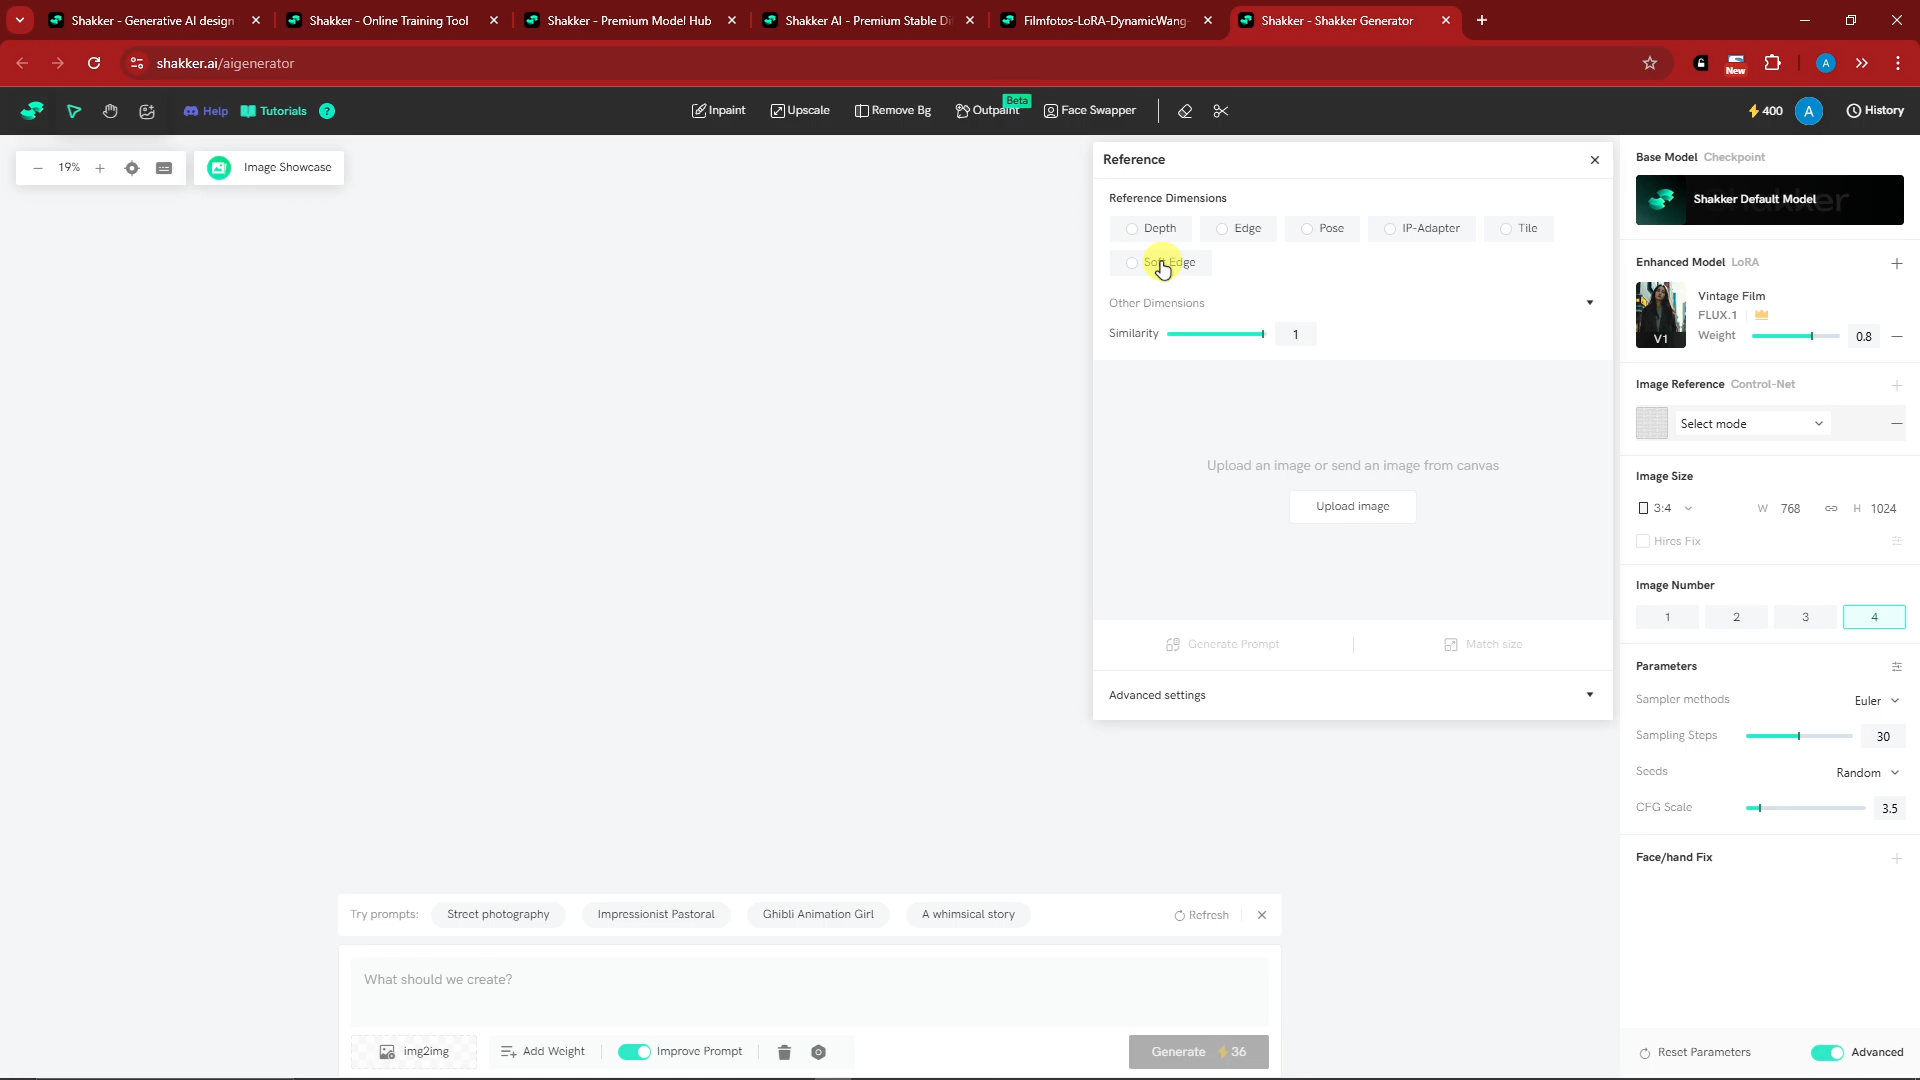 Shakker - Generative AI design
Shakker - Online Training Tool
Shakker - Premium Model Hub
Shakker AI - Premium Stable Di
Filmfotos-LoRA-DynamicWang-
Shakker - Shakker Generator
shakker.ai/aigenerator
New
A
Help
Tutorials
?
Inpaint
Upscale
Remove Bg
Outpaint
Beta
Face Swapper
400
A
History
19%
Image Showcase
Reference
Reference Dimensions
Depth
Edge
Pose
IP-Adapter
Tile
Soft Edge
Other Dimensions
Similarity
1
Upload an image or send an image from canvas
Upload image
Generate Prompt
Match size
Advanced settings
Base Model Checkpoint
Shakker Default Model
Enhanced Model LoRA
Vintage Film
FLUX.1
V1
Weight
0.8
Image Reference Control-Net
Select mode
Image Size
3:4
W 768
H 1024
Hires Fix
Image Number
1
2
3
4
Parameters
Sampler methods
Euler
Sampling Steps
30
Seeds
Random
CFG Scale
3.5
Face/hand Fix
Try prompts:
Street photography
Impressionist Pastoral
Ghibli Animation Girl
A whimsical story
Refresh
What should we create?
img2img
Add Weight
Improve Prompt
Generate 36
Reset Parameters
Advanced